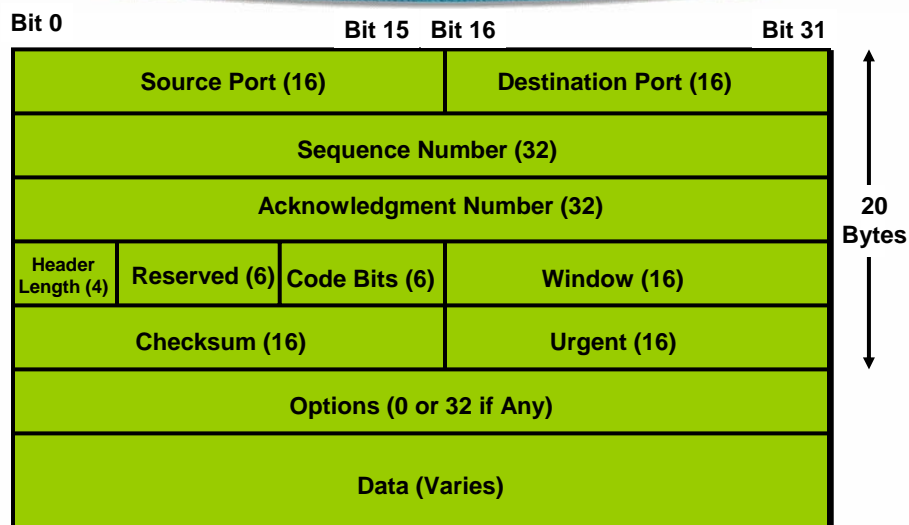 Bit 0
Bit 15
Bit 16
Bit 31
Source Port (16)
Destination Port (16)
Sequence Number (32)
Acknowledgment Number (32)
20
Bytes
Header
Length (4)
Reserved (6)
Code Bits (6)
Window (16)
Checksum (16)
Urgent (16)
Options (0 or 32 if Any)
Data (Varies)